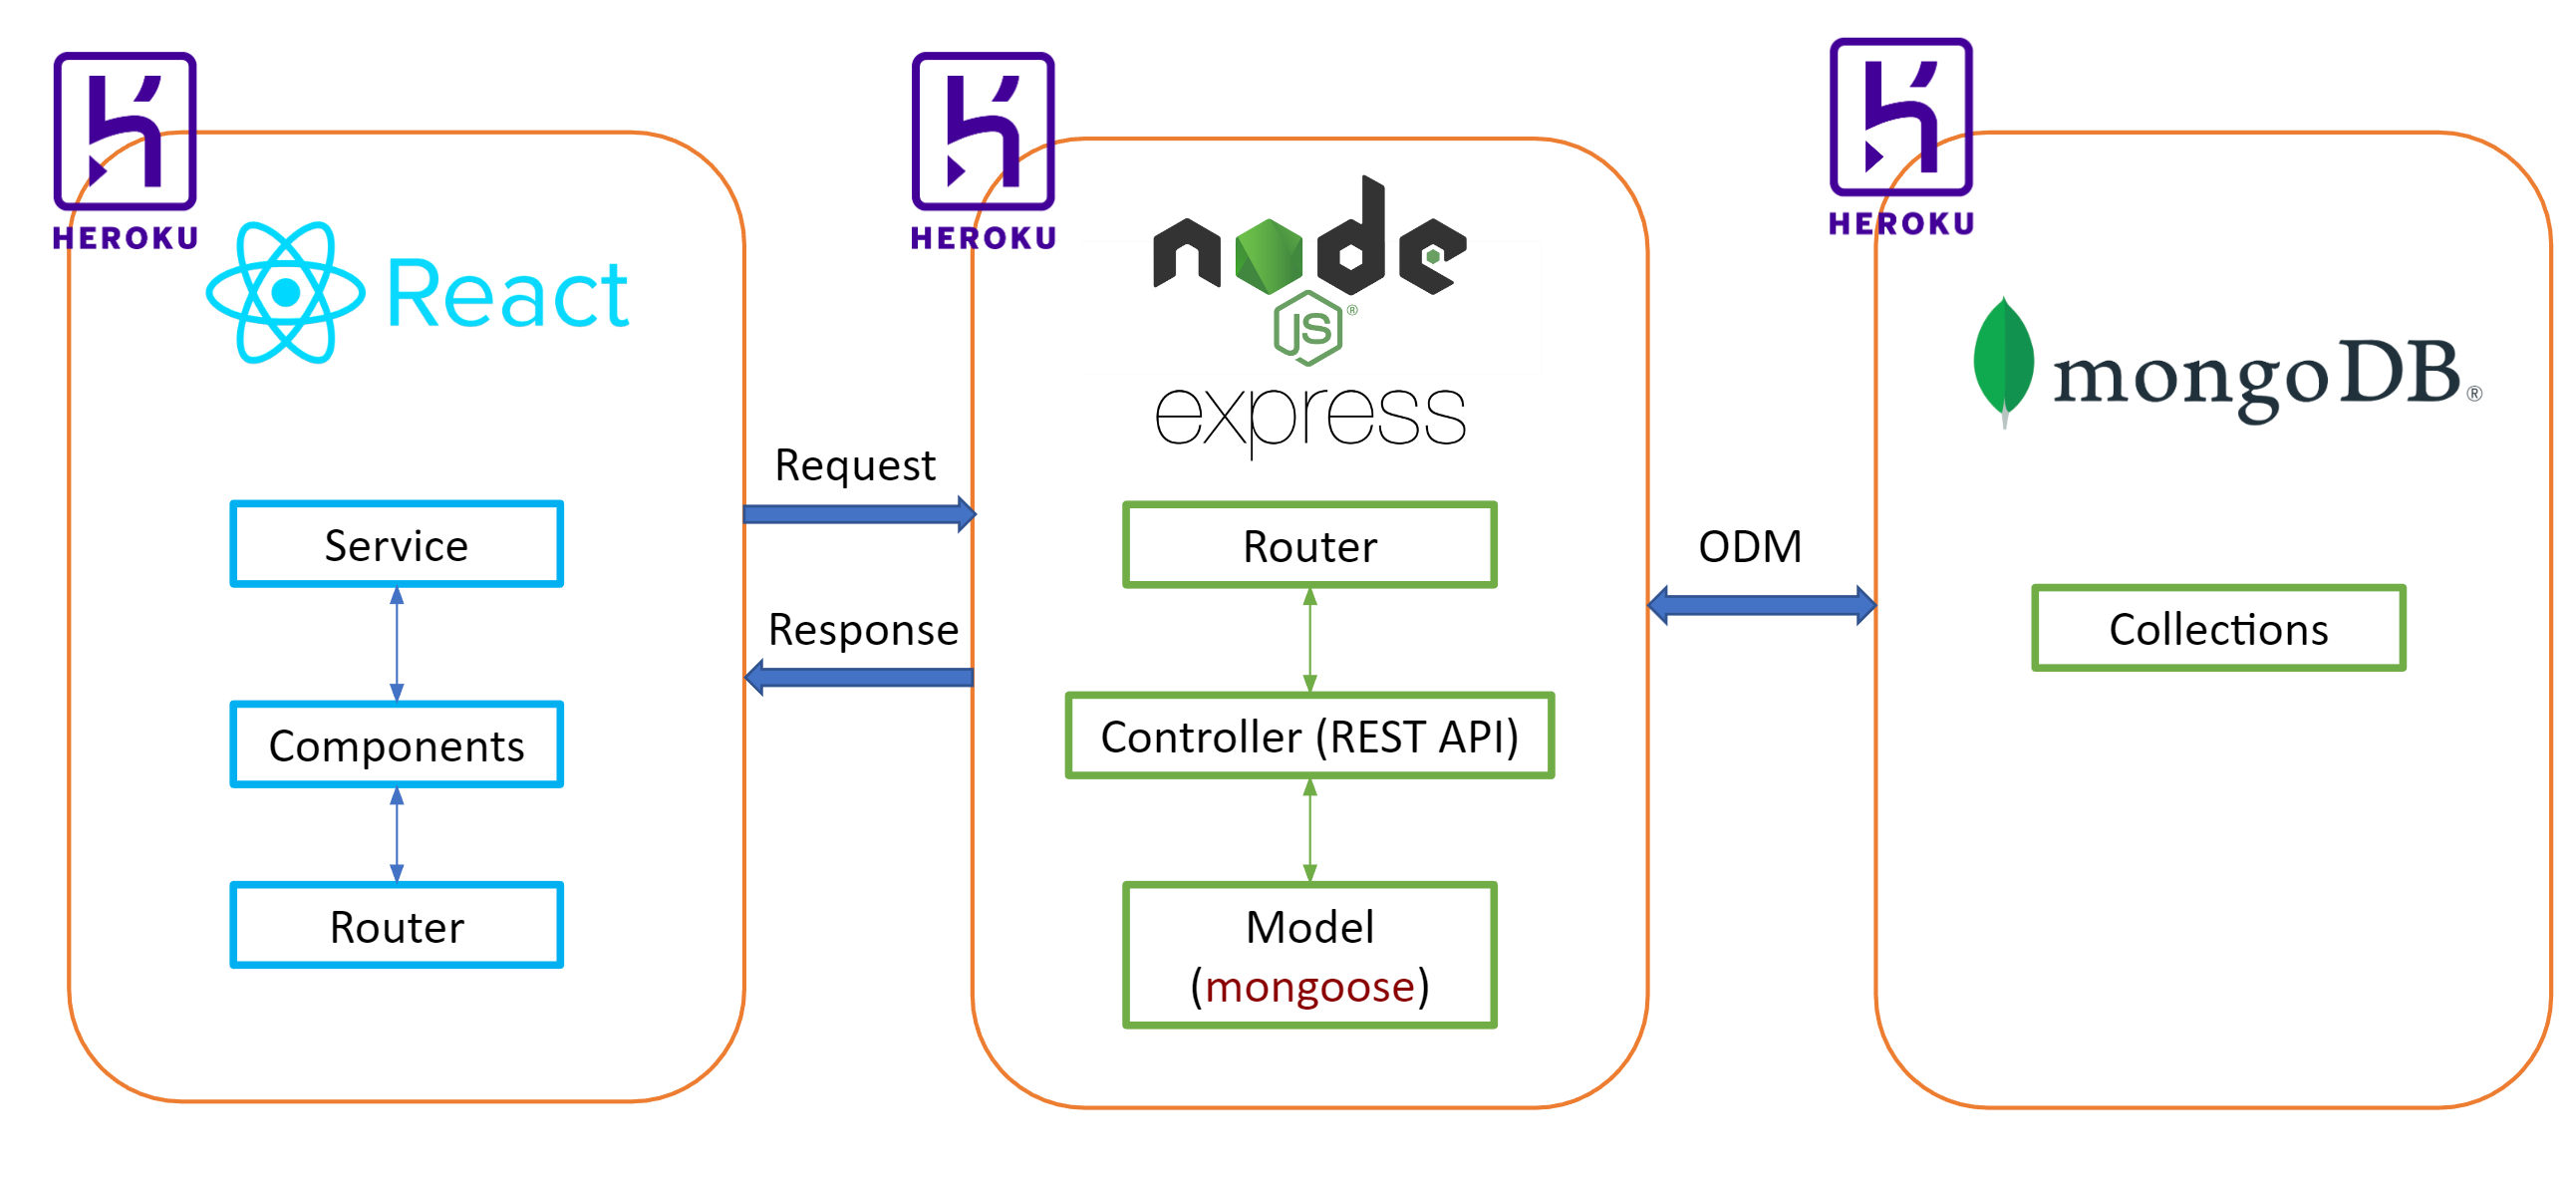 HEROKU
React
Service
Components
Router
Request
Response
HEROKU
node
JS®
express
Router
Controller (REST API)
Model
(mongoose)
ODM
HEROKU
mongoDB®
Collections